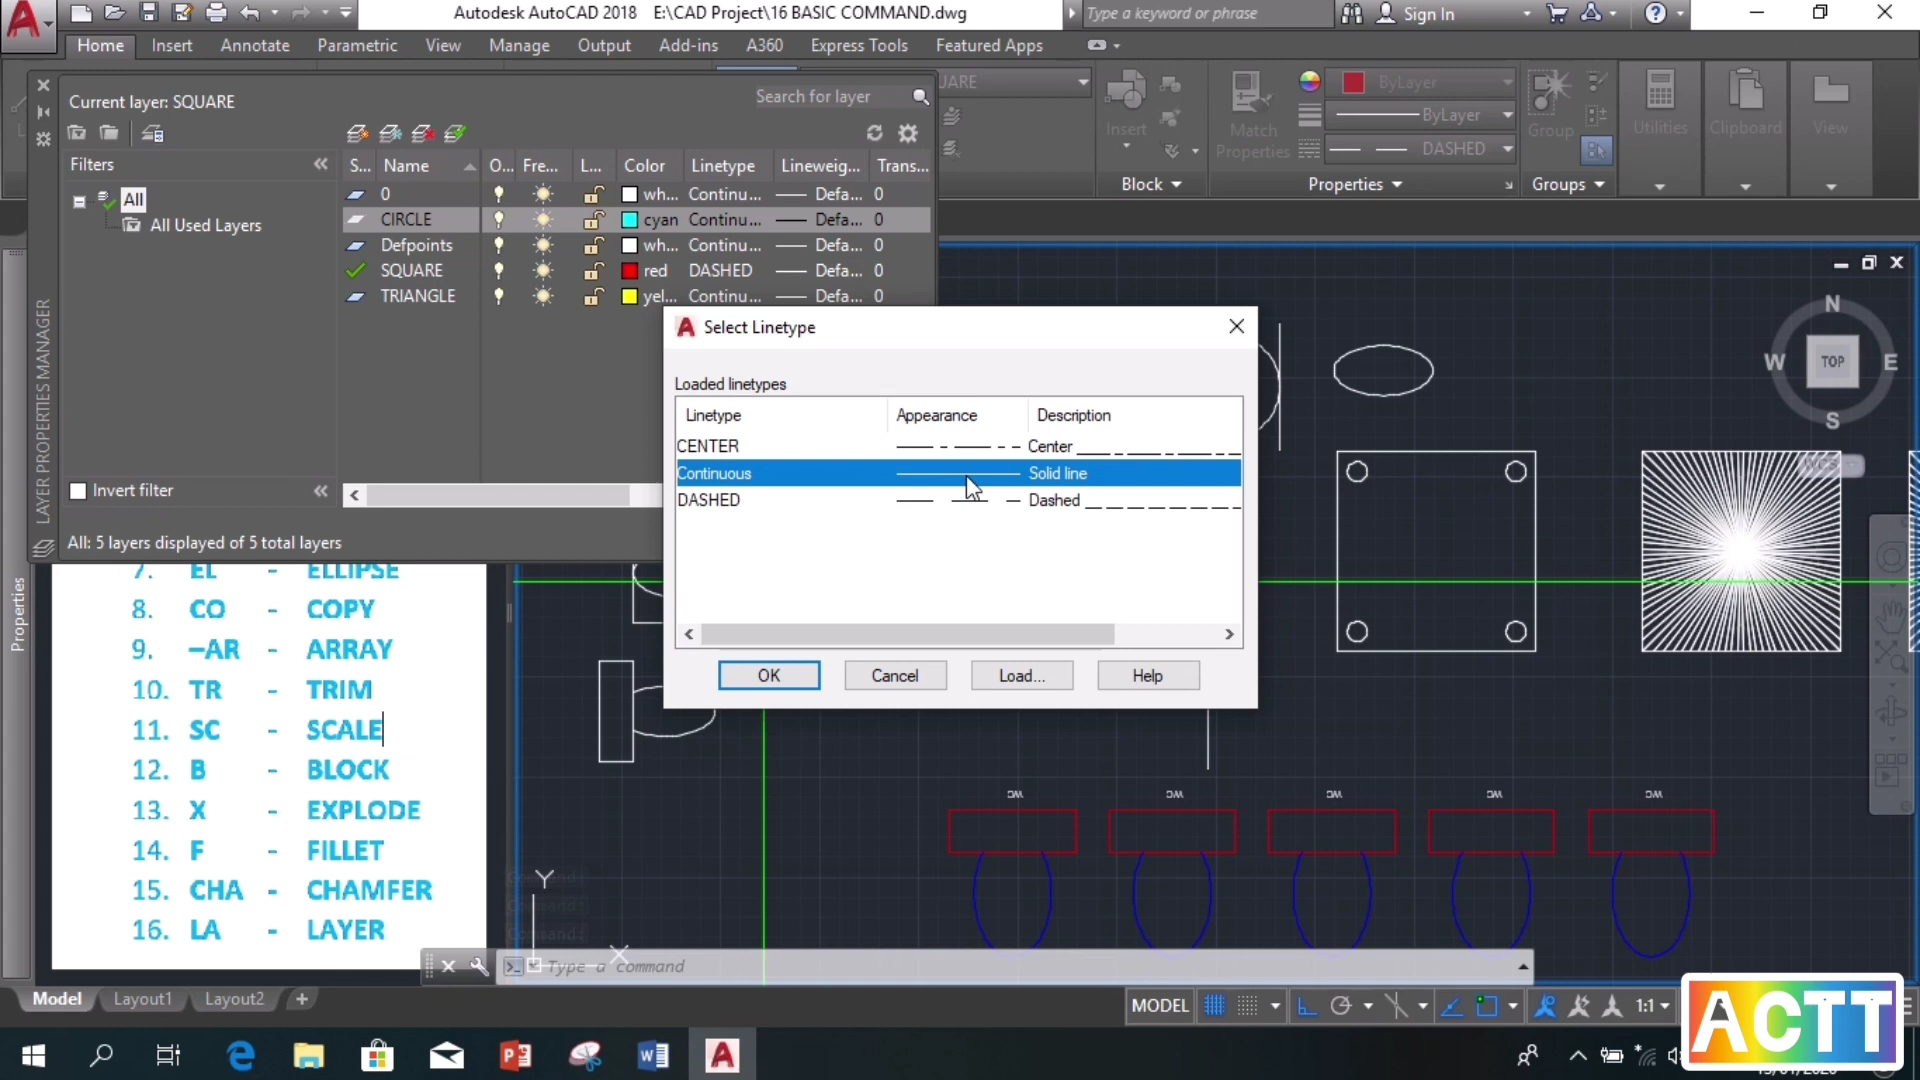 Autodesk AutoCAD 2018 E:\CAD Project\16 BASIC COMMAND.dwg
Type a keyword or phrase
Sign In
Home Insert Annotate Parametric View Manage Output Add-ins A360 Express Tools Featured Apps
Current layer: SQUARE
Search for layer
Filters
S... Name O... Fre... L... Color Linetype Lineweig... Trans...
All
All Used Layers
0 wh... Continu... Defa... 0
CIRCLE cyan Continu... Defa... 0
Defpoints wh... Continu... Defa... 0
SQUARE red DASHED Defa... 0
TRIANGLE yel... Continu... Defa... 0
Invert filter
All: 5 layers displayed of 5 total layers
LAYER PROPERTIES MANAGER
Properties
Insert
Block
Match
Properties
ByLayer
ByLayer
DASHED
Properties
Group
Groups
Utilities
Clipboard
View
Select Linetype
Loaded linetypes
Linetype Appearance Description
CENTER Center
Continuous Solid line
DASHED Dashed
OK Cancel Load... Help
N
W TOP E
S
7. EL - ELLIPSE
8. CO - COPY
9. –AR - ARRAY
10. TR - TRIM
11. SC - SCALE
12. B - BLOCK
13. X - EXPLODE
14. F - FILLET
15. CHA - CHAMFER
16. LA - LAYER
WC WC WC WC WC
Y
X
Command:
Command:
Command:
Type a command
Model Layout1 Layout2 +
MODEL 1:1
ACTT